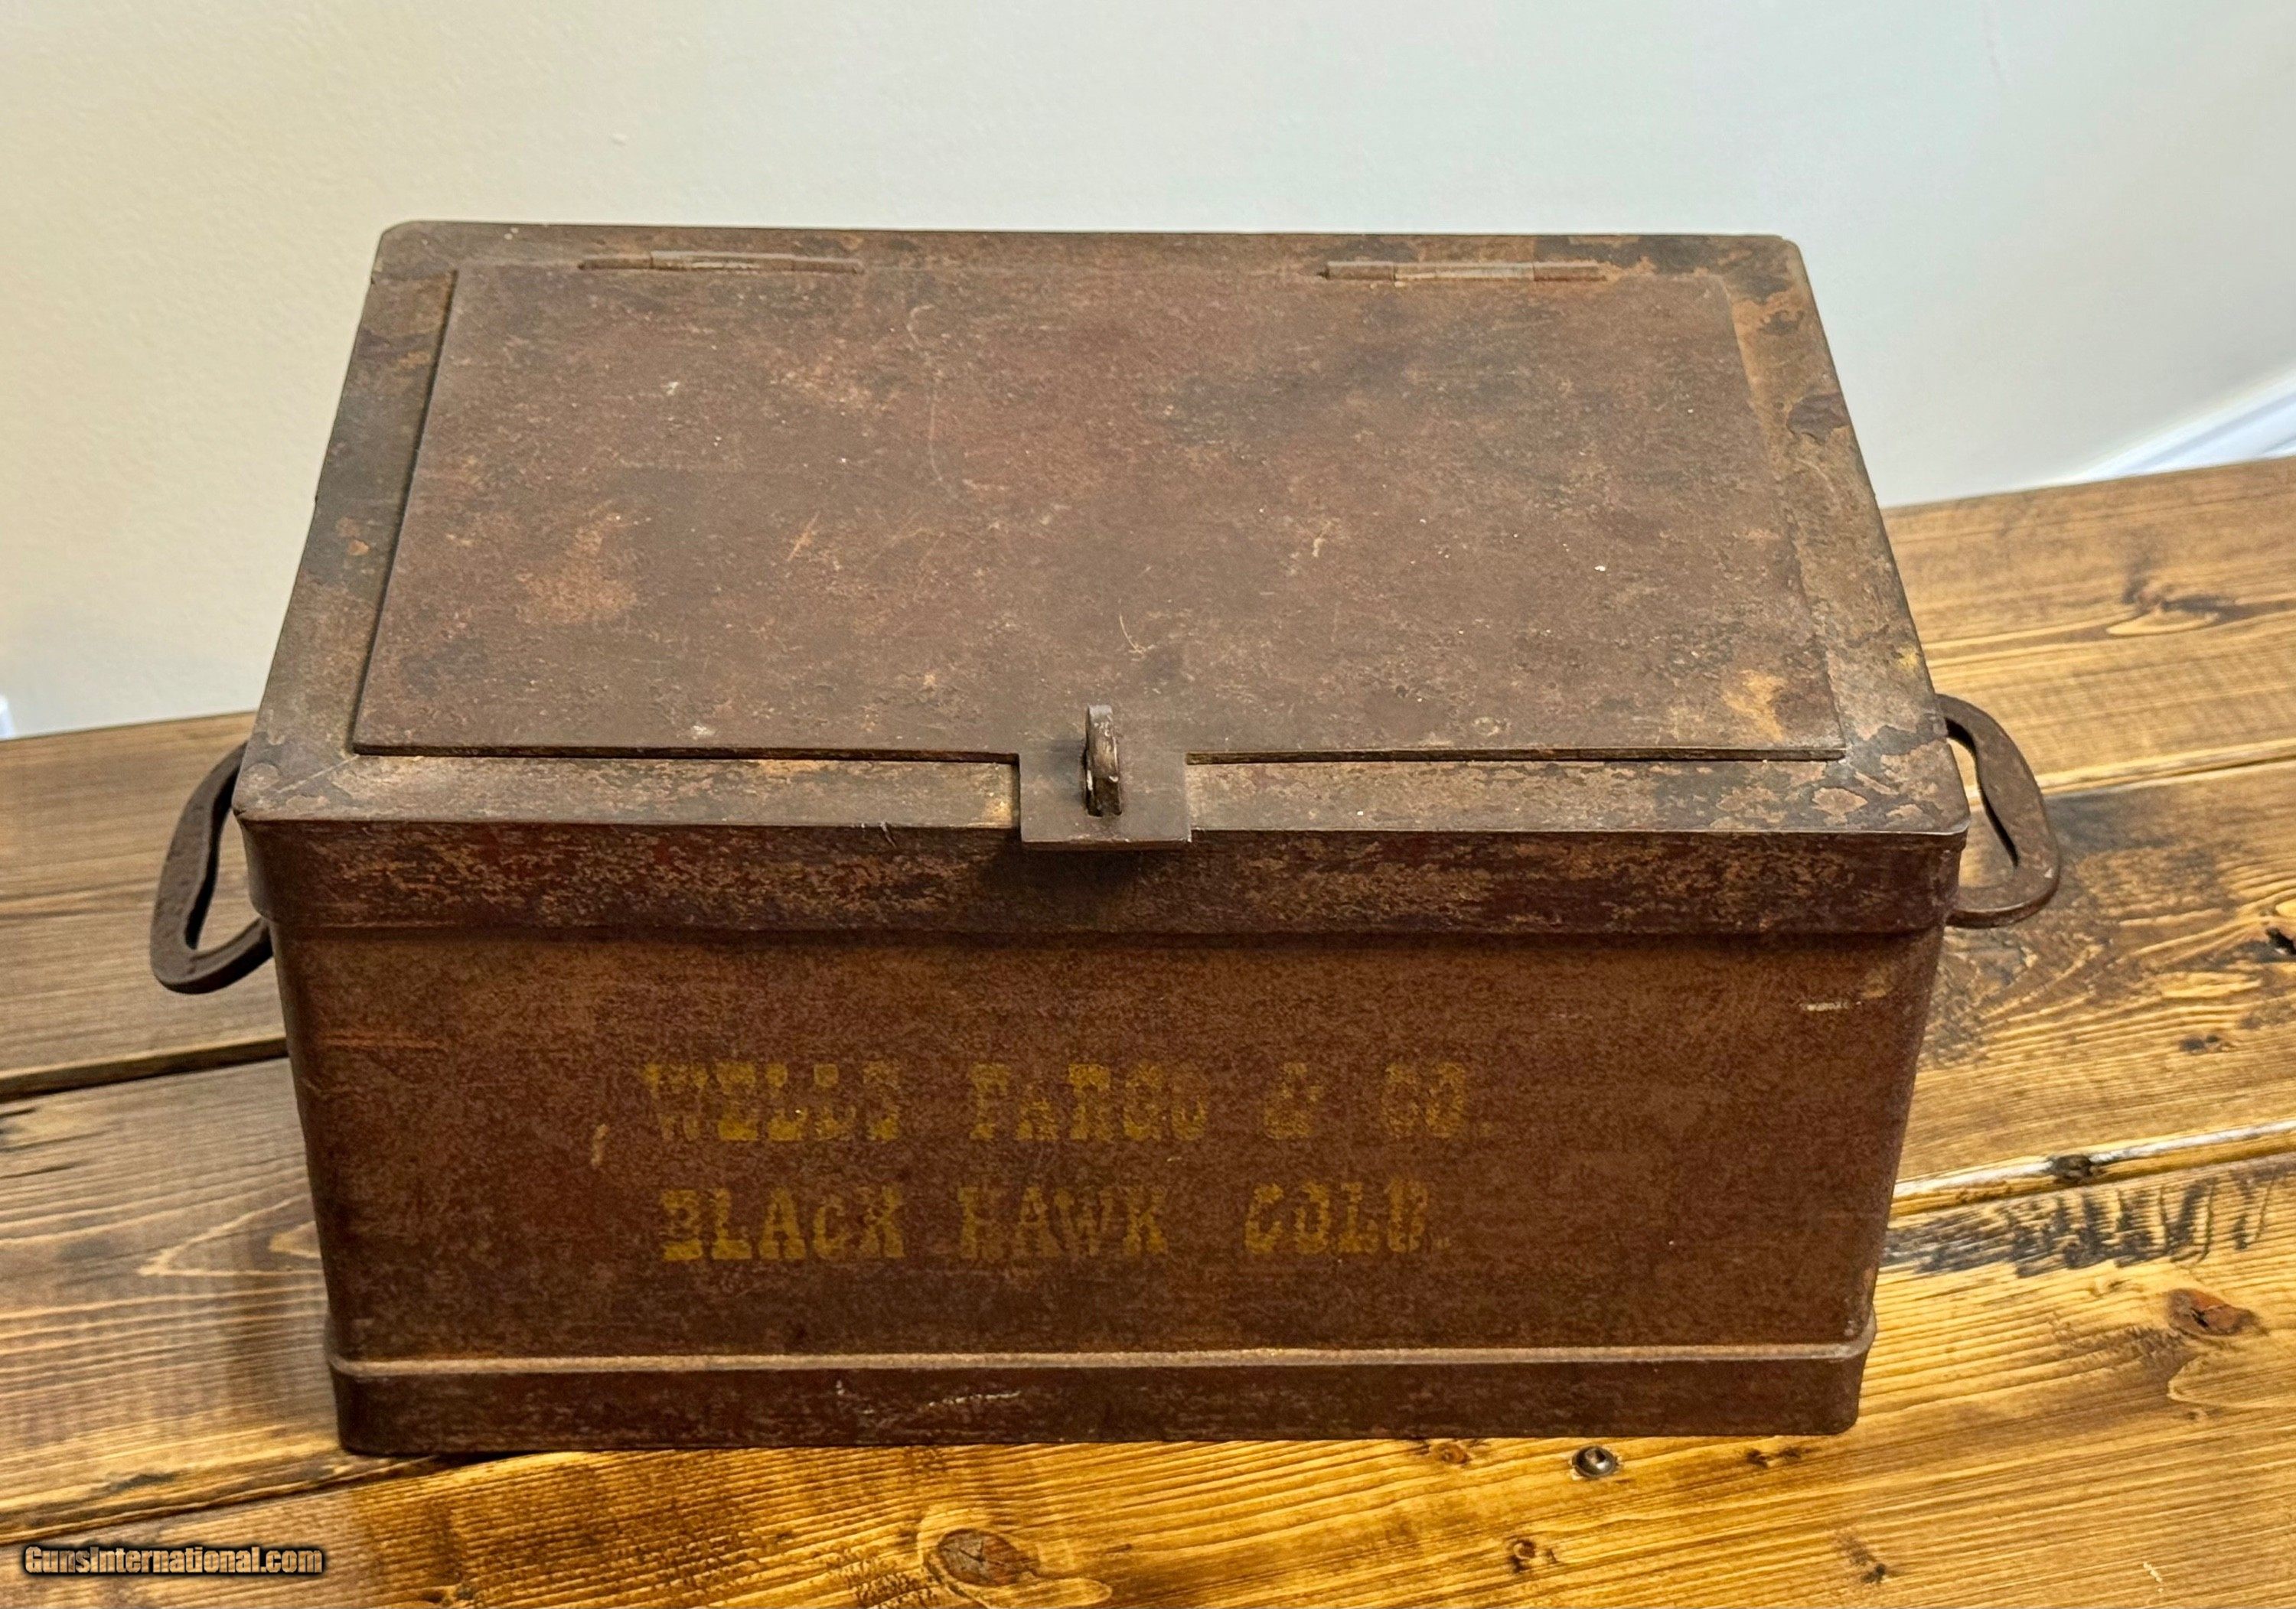 WELLS FARGO & CO.
BLACK HAWK COLO.
GunsInternational.com